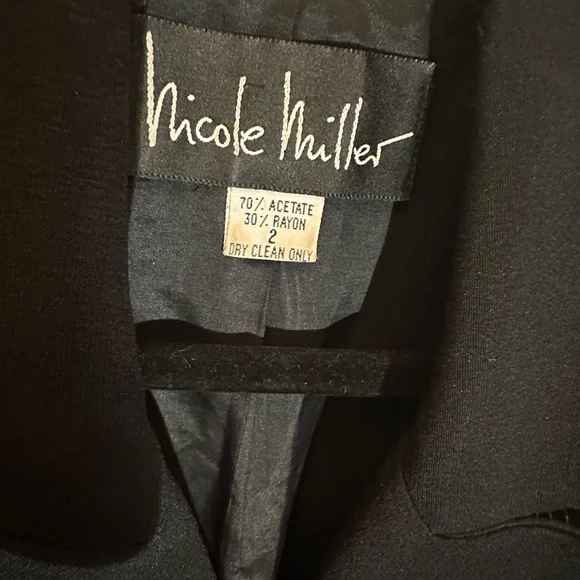 Nicole Miller
70% ACETATE
30% RAYON
2
DRY CLEAN ONLY